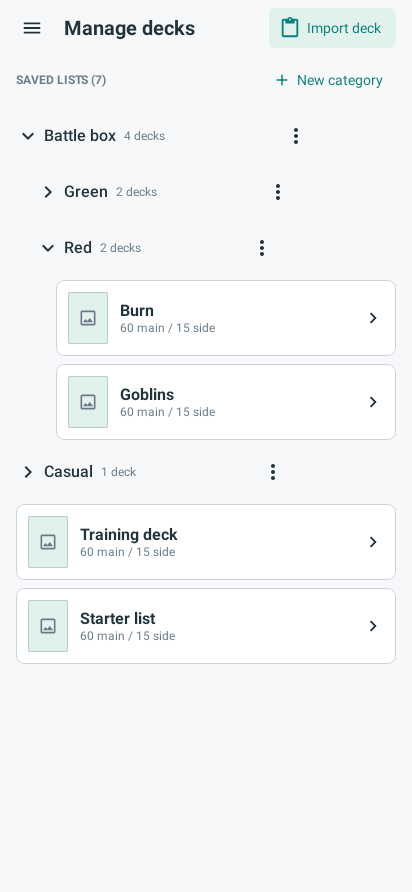 Manage decks
Import deck
SAVED LISTS (7)
New category
Battle box 4 decks
Green 2 decks
Red 2 decks
Burn
60 main / 15 side
Goblins
60 main / 15 side
Casual 1 deck
Training deck
60 main / 15 side
Starter list
60 main / 15 side